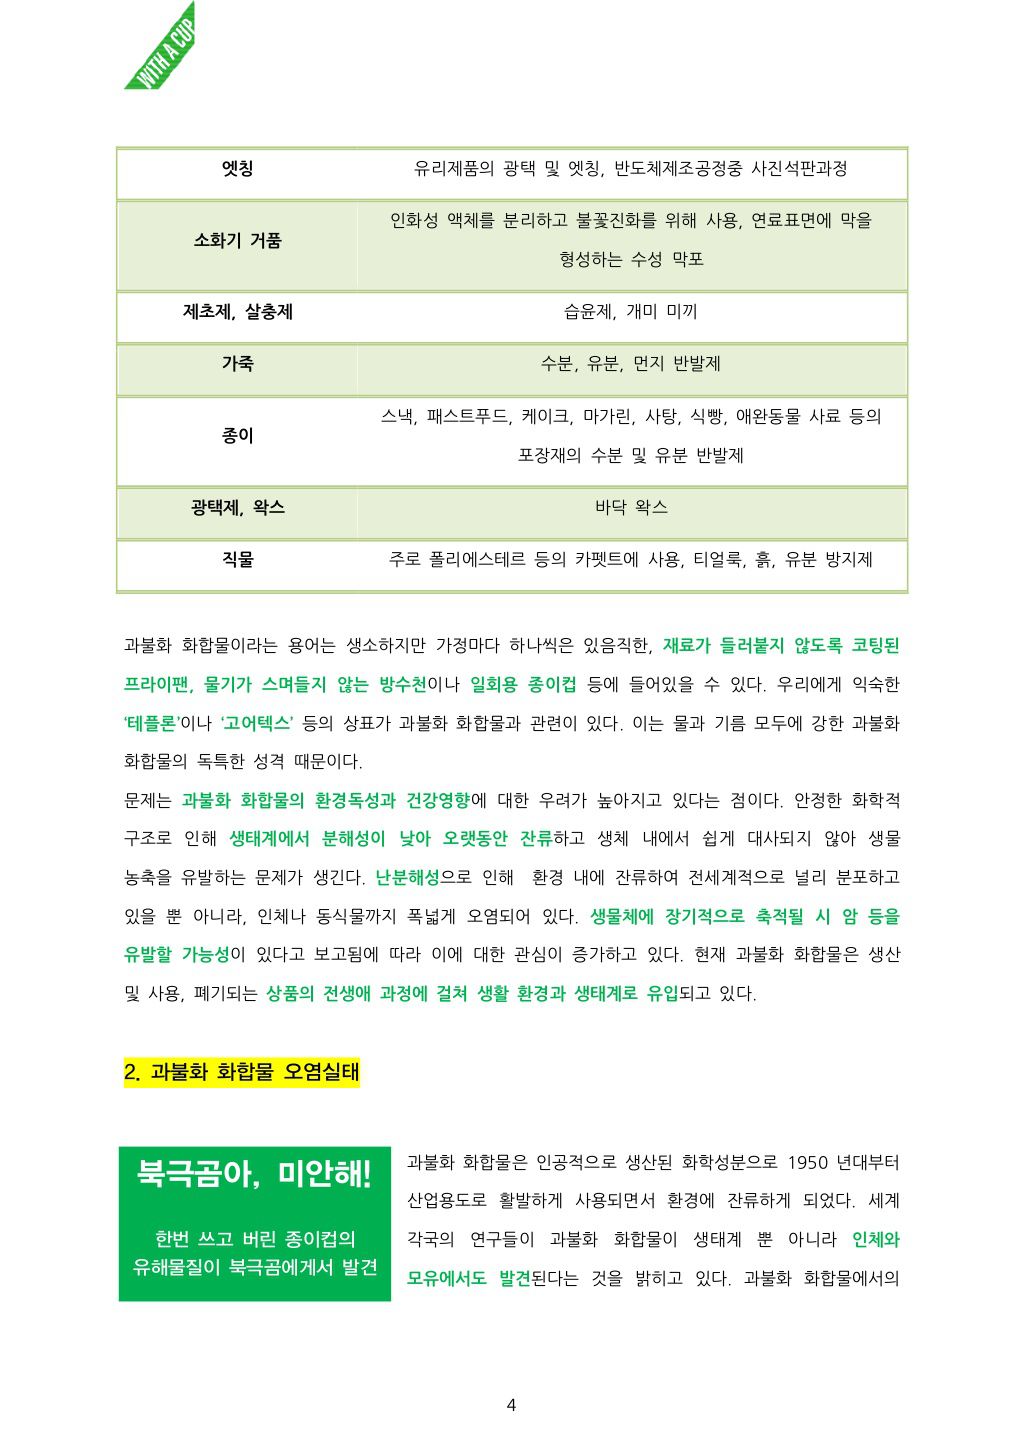 WITH A CUP
엣칭 유리제품의 광택 및 엣칭, 반도체제조공정중 사진석판과정
소화기 거품 인화성 액체를 분리하고 불꽃진화를 위해 사용, 연료표면에 막을
형성하는 수성 막포
제초제, 살충제 습윤제, 개미 미끼
가죽 수분, 유분, 먼지 반발제
종이 스낵, 패스트푸드, 케이크, 마가린, 사탕, 식빵, 애완동물 사료 등의
포장재의 수분 및 유분 반발제
광택제, 왁스 바닥 왁스
직물 주로 폴리에스테르 등의 카펫트에 사용, 티얼룩, 흙, 유분 방지제
과불화 화합물이라는 용어는 생소하지만 가정마다 하나씩은 있음직한, 재료가 들러붙지 않도록 코팅된
프라이팬, 물기가 스며들지 않는 방수천이나 일회용 종이컵 등에 들어있을 수 있다. 우리에게 익숙한
‘테플론’이나 ‘고어텍스’ 등의 상표가 과불화 화합물과 관련이 있다. 이는 물과 기름 모두에 강한 과불화
화합물의 독특한 성격 때문이다.
문제는 과불화 화합물의 환경독성과 건강영향에 대한 우려가 높아지고 있다는 점이다. 안정한 화학적
구조로 인해 생태계에서 분해성이 낮아 오랫동안 잔류하고 생체 내에서 쉽게 대사되지 않아 생물
농축을 유발하는 문제가 생긴다. 난분해성으로 인해 환경 내에 잔류하여 전세계적으로 널리 분포하고
있을 뿐 아니라, 인체나 동식물까지 폭넓게 오염되어 있다. 생물체에 장기적으로 축적될 시 암 등을
유발할 가능성이 있다고 보고됨에 따라 이에 대한 관심이 증가하고 있다. 현재 과불화 화합물은 생산
및 사용, 폐기되는 상품의 전생애 과정에 걸쳐 생활 환경과 생태계로 유입되고 있다.
2. 과불화 화합물 오염실태
북극곰아, 미안해!
한번 쓰고 버린 종이컵의
유해물질이 북극곰에게서 발견
과불화 화합물은 인공적으로 생산된 화학성분으로 1950 년대부터
산업용도로 활발하게 사용되면서 환경에 잔류하게 되었다. 세계
각국의 연구들이 과불화 화합물이 생태계 뿐 아니라 인체와
모유에서도 발견된다는 것을 밝히고 있다. 과불화 화합물에서의
4